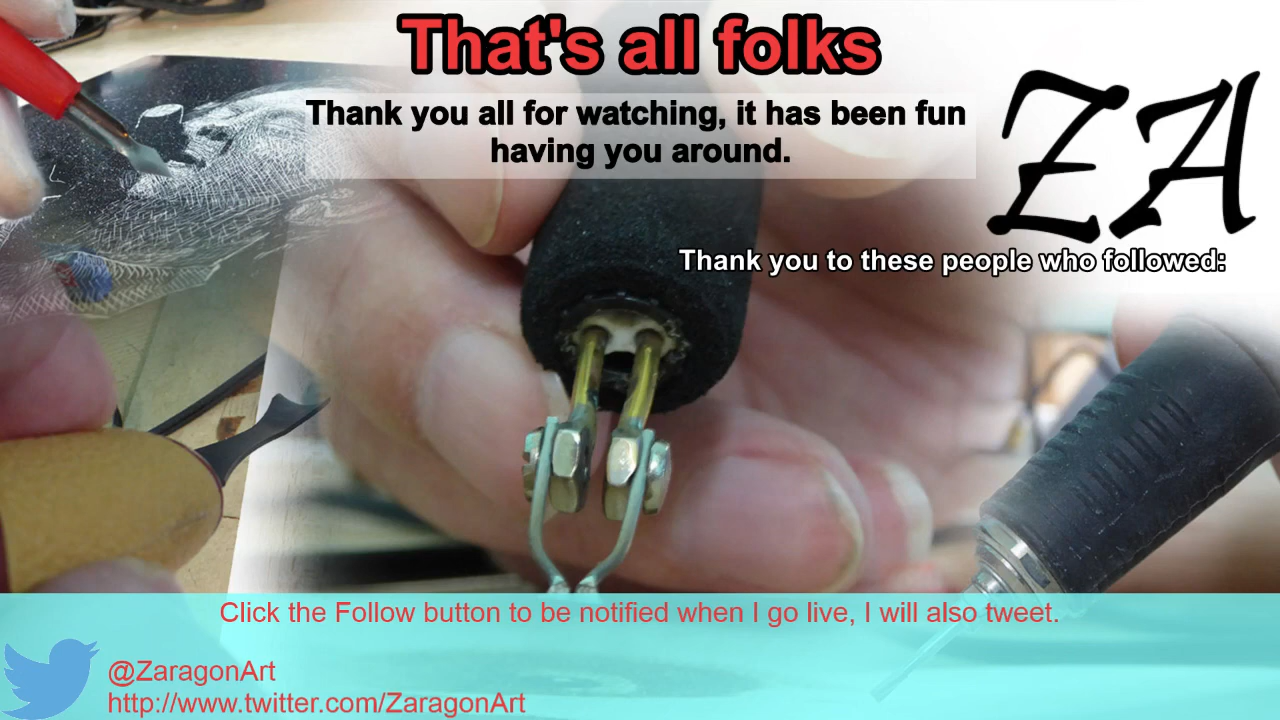 That's all folks
Thank you all for watching, it has been fun
having you around.
ZA
Thank you to these people who followed:
Click the Follow button to be notified when I go live, I will also tweet.
@ZaragonArt
http://www.twitter.com/ZaragonArt